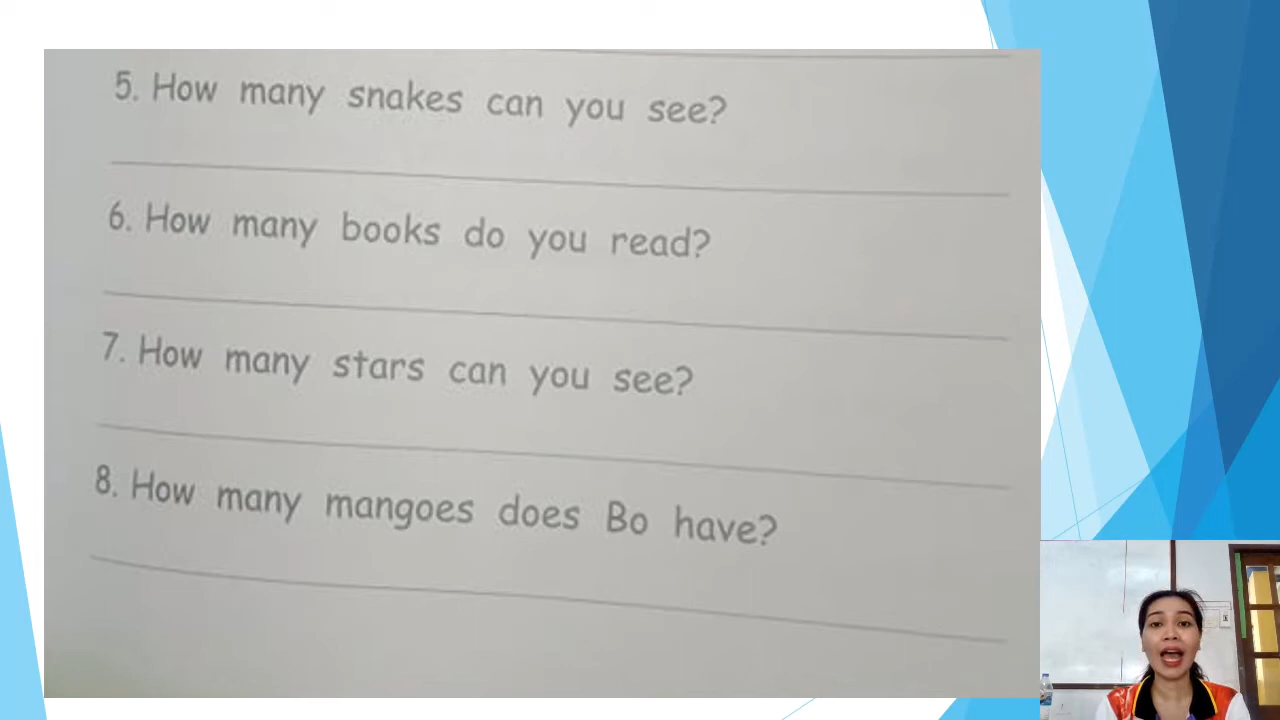 5. How many snakes can you see?
6. How many books do you read?
7. How many stars can you see?
8. How many mangoes does Bo have?